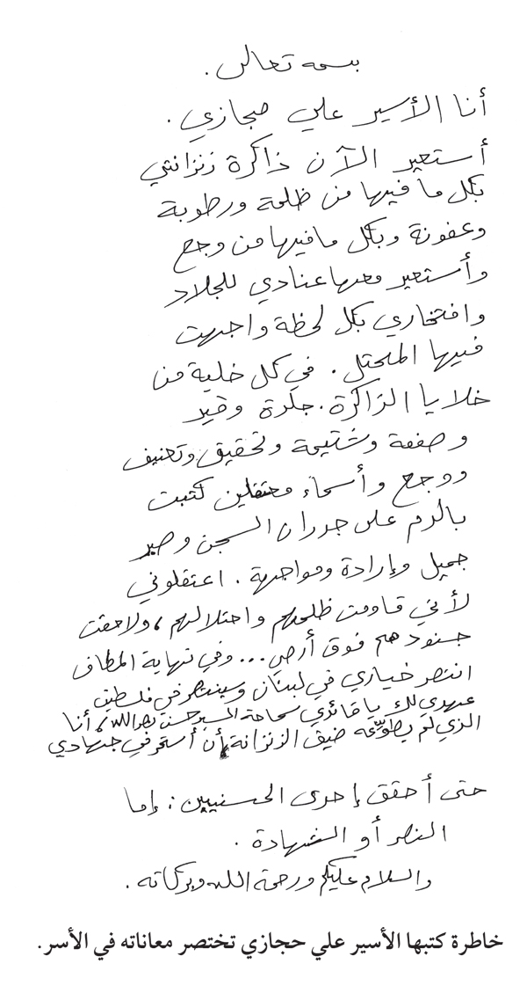 بسمه تعالى.
أنا الأسير علي حجازي.
أستعير الآن ذاكرة زنزانتي
بكل ما فيها من ظلمة ورطوبة
وعفونة وبكل ما فيها من وجع
وأستعير معها عنادي للجلاد
وافتخاري بكل لحظة واجهت
فيها المحتل. في كل خلية من
خلايا الذاكرة. جلدة وقيد
وصفعة وشتيمة وتحقيق وتعنيف
ووجع وأسماء معتقلين كتبت
بالدم على جدران السجن وصبر
جميل وإرادة ومواجهة. اعتقلوني
لأني قاومت ظلمهم واحتلالهم، ولاحقت
جنودهم فوق أرضي... وفي نهاية المطاف
انتصر خياري في لبنان وسينتصر في فلسطين
عهدي لك يا قائدي سماحة السيد حسن نصر الله، أنا
الذي لم يطوّعه ضيق الزنزانة، أن أستمر في جهادي
حتى أحقق إحدى الحسنيين: إما
النصر أو الشهادة.
والسلام عليكم ورحمة الله وبركاته.
خاطرة كتبها الأسير علي حجازي تختصر معاناته في الأسر.